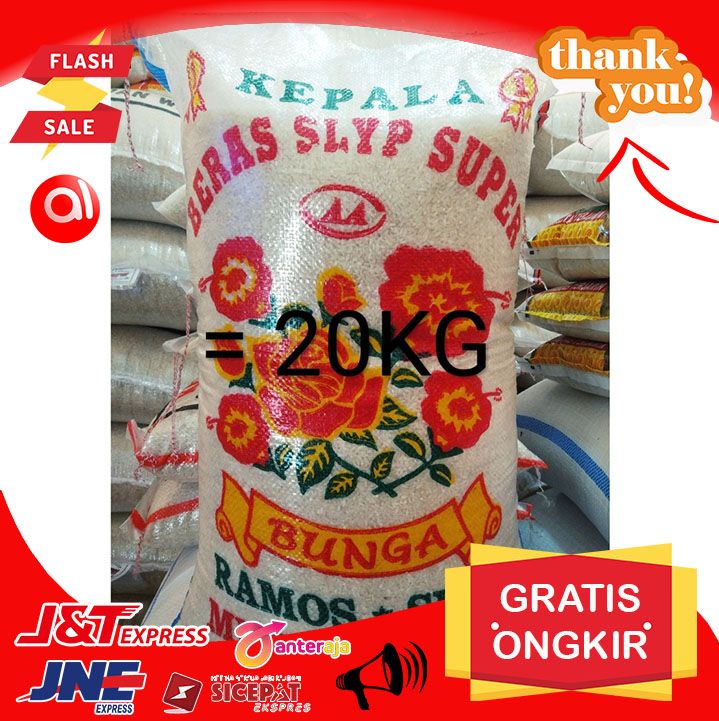 FLASH
SALE
thank
you!
KEPALA
BERAS SLYP SUPER
AA
= 20KG
BUNGA
RAMOS
GRATIS
ONGKIR
J&T EXPRESS
anteraja
JNE
EXPRESS
SICEPAT
EKSPRES